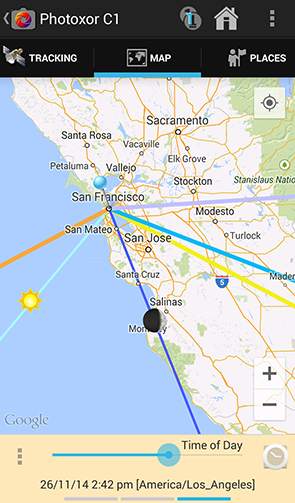 Photoxor C1
TRACKING
MAP
PLACES
Sacramento
Santa Rosa
Vacaville
Petaluma
Elk Grove
Vallejo
Stanislaus Nation
Stockton
San Francisco
Modesto
San Mateo
San Jose
Turlock
Santa Cruz
5
Mader
Salinas
Monterey
+
Google
−
Time of Day
26/11/14 2:42 pm [America/Los_Angeles]